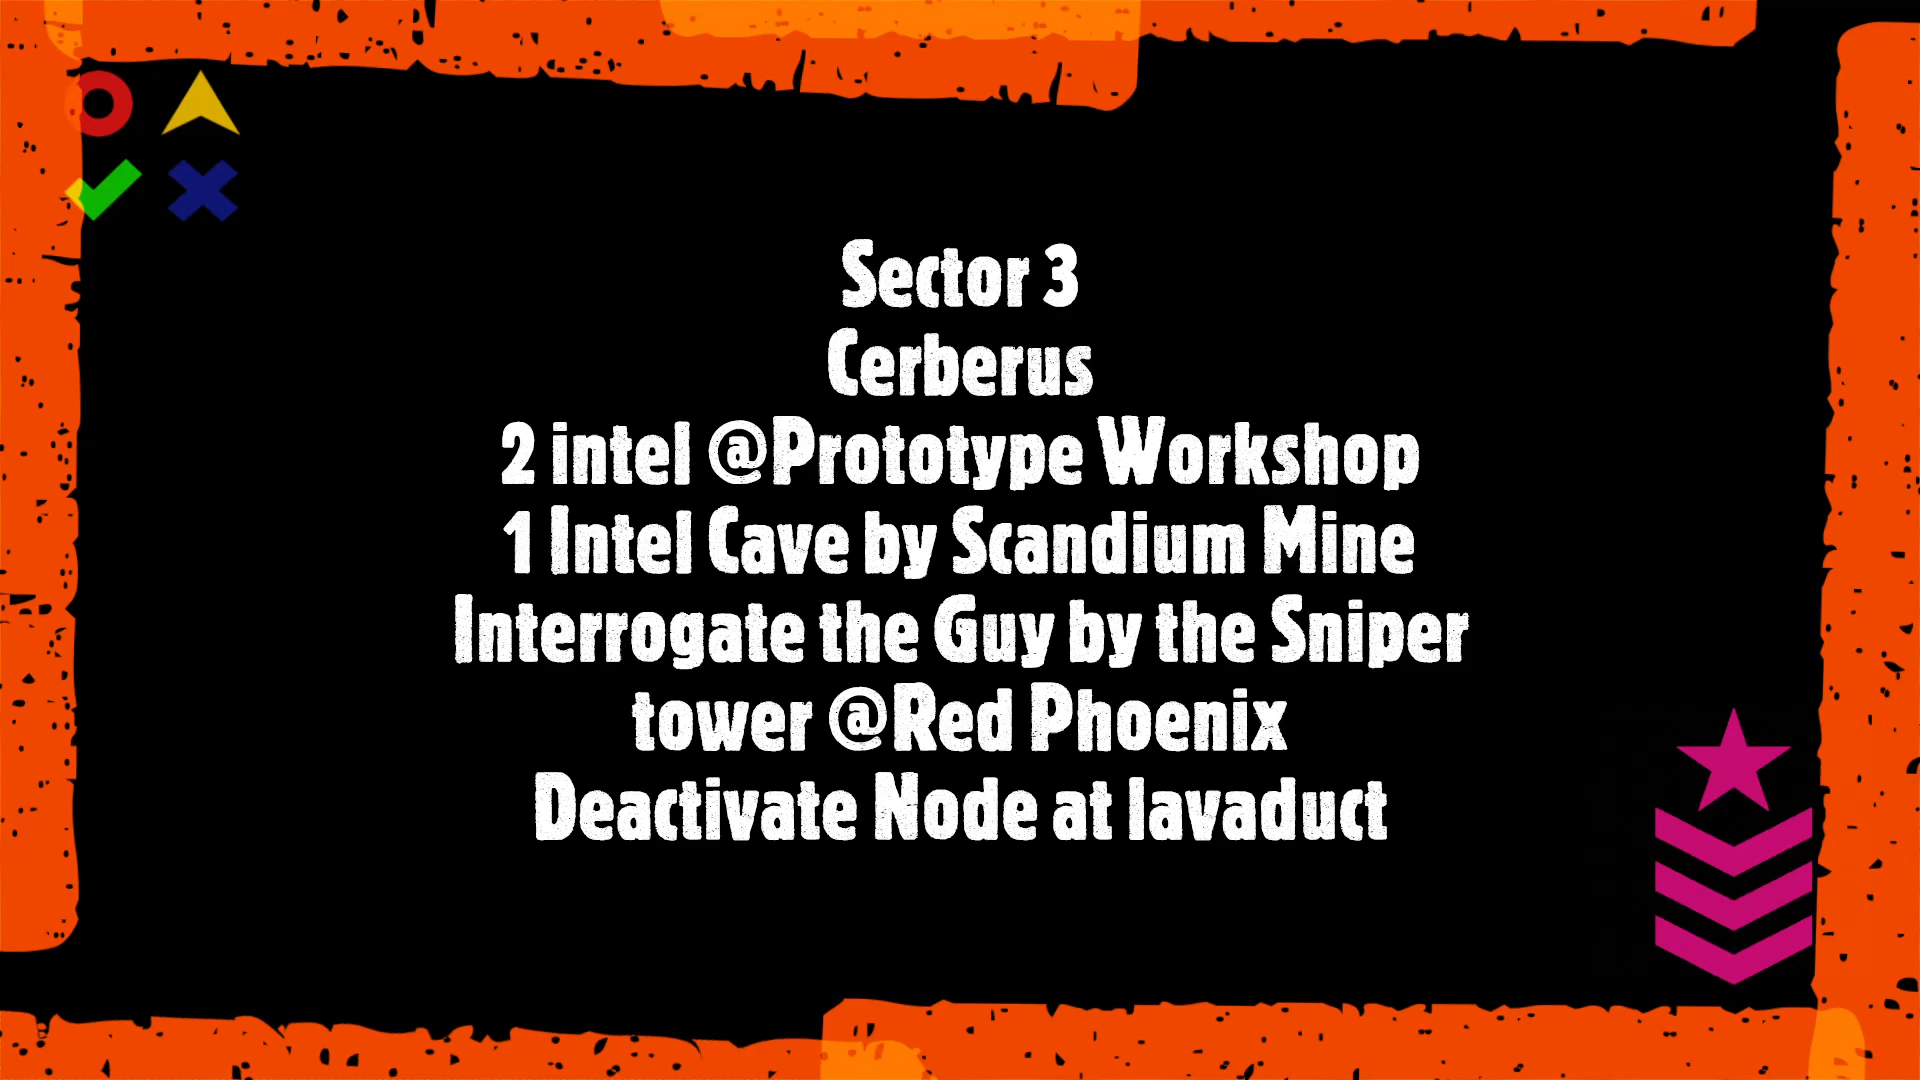 Sector 3
Cerberus
2 intel @Prototype Workshop
1 Intel Cave by Scandium Mine
Interrogate the Guy by the Sniper
tower @Red Phoenix
Deactivate Node at lavaduct